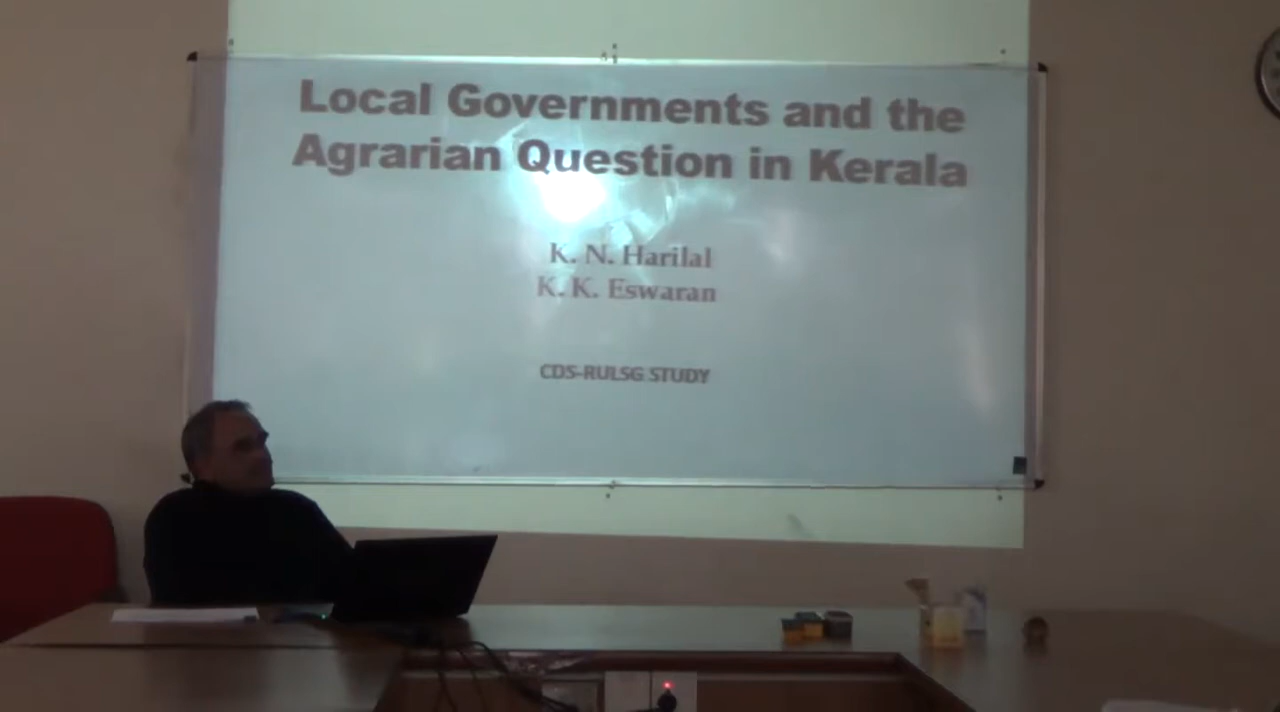 Local Governments and the
Agrarian Question in Kerala
K. N. Harilal
K. K. Eswaran
CDS-RULSG STUDY